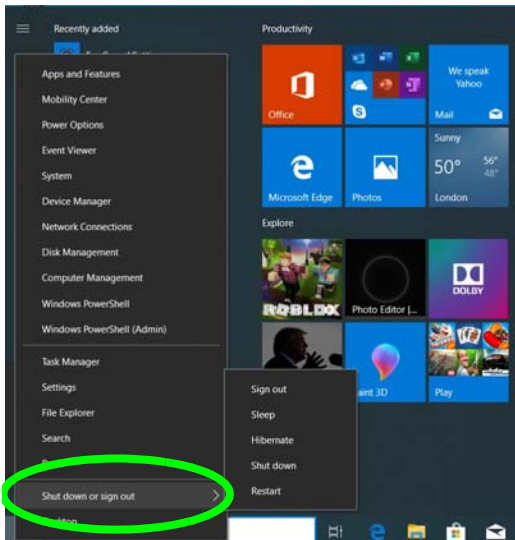 Recently added
Productivity
Apps and Features
Mobility Center
Power Options
Event Viewer
System
Device Manager
Network Connections
Disk Management
Computer Management
Windows PowerShell
Windows PowerShell (Admin)
Task Manager
Settings
File Explorer
Search
Shut down or sign out
Sign out
Sleep
Hibernate
Shut down
Restart
Office
We speak
Yahoo
Mail
Microsoft Edge
Photos
Sunny
50° 56°
48°
London
Explore
ROBLOX
Photo Editor |...
DOLBY
Play